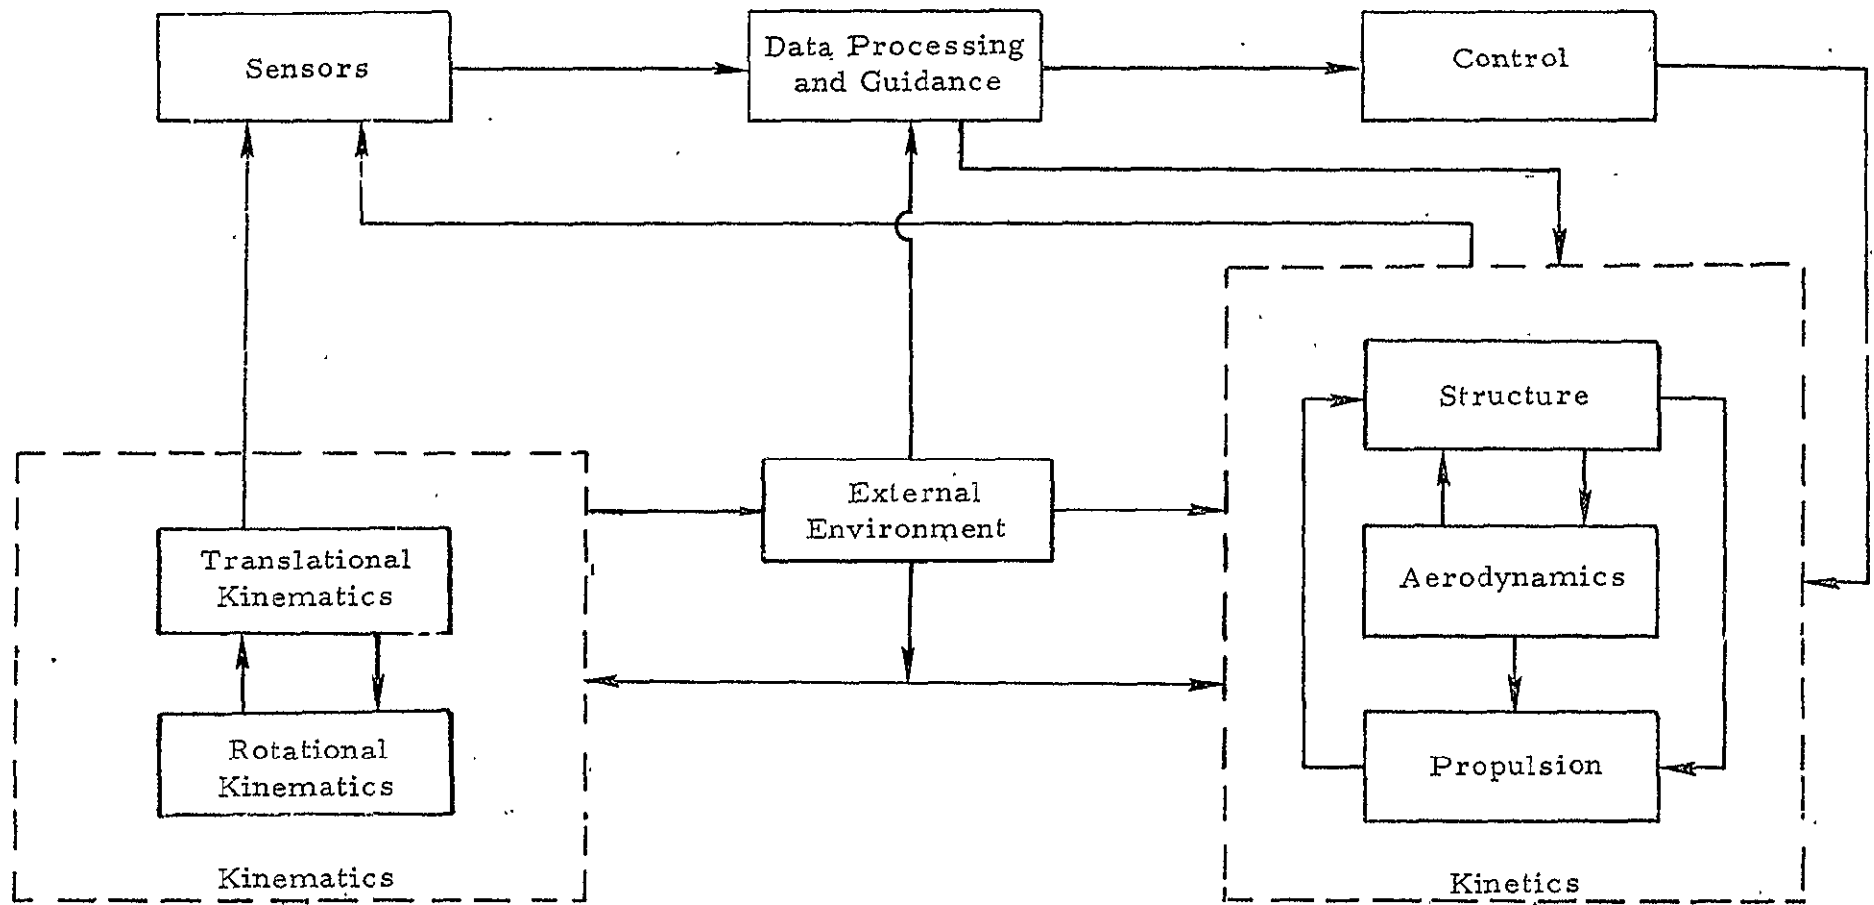 Sensors
Data Processing
and Guidance
Control
Structure
External
Environment
Translational
Kinematics
Aerodynamics
Rotational
Kinematics
Propulsion
Kinematics
Kinetics